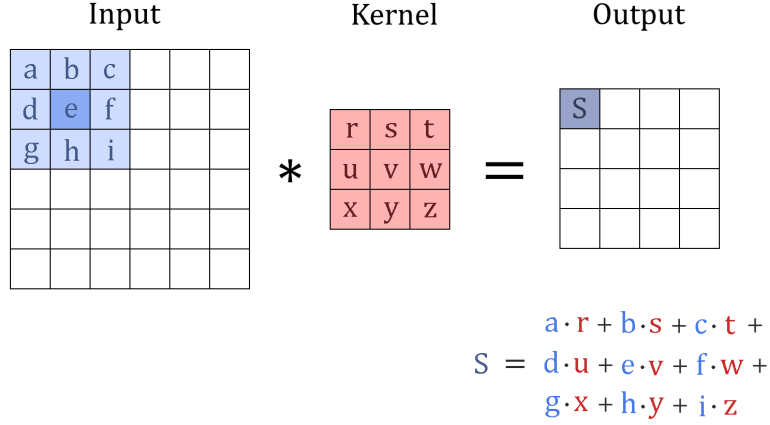 Input Kernel Output
a b c
d e f
g h i
*
r s t
u v w
x y z
=
S
a·r + b·s + c·t +
S = d·u + e·v + f·w +
g·x + h·y + i·z